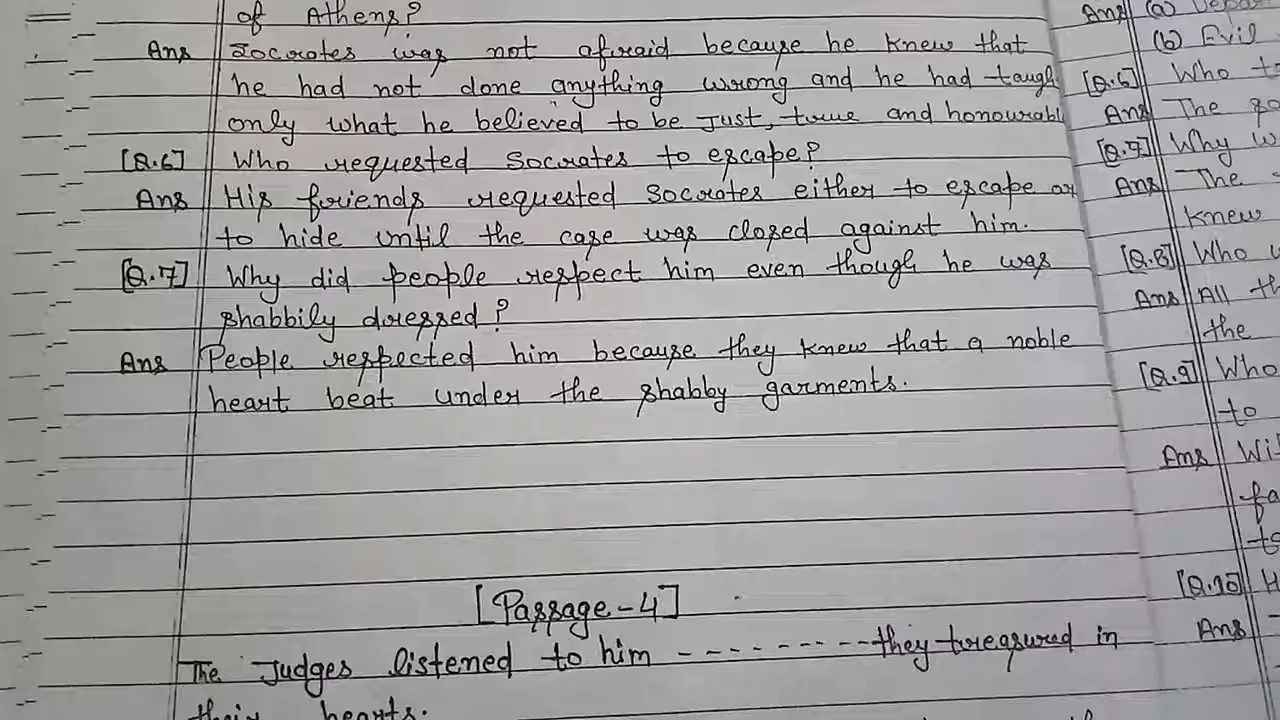 of Athens?
Ans Socrates was not afraid because he knew that
he had not done anything wrong and he had taugh
only what he believed to be Just, true and honourabl
[Q.6] Who requested Socrates to escape?
Ans His friends requested Socrates either to escape or
to hide until the case was closed against him.
[Q.7] Why did people respect him even though he was
shabbily dressed?
Ans People respected him because they knew that a noble
heart beat under the shabby garments.
[Passage-4]
The Judges listened to him --------- they treasured in
their hearts.
Ans (a)
(b) Evil
Who
Ans The
Why
Ans The
knew
[Q.8] Who
Ans All
the
[Q.9] Who
to
Ans
[Q.10]
Ans